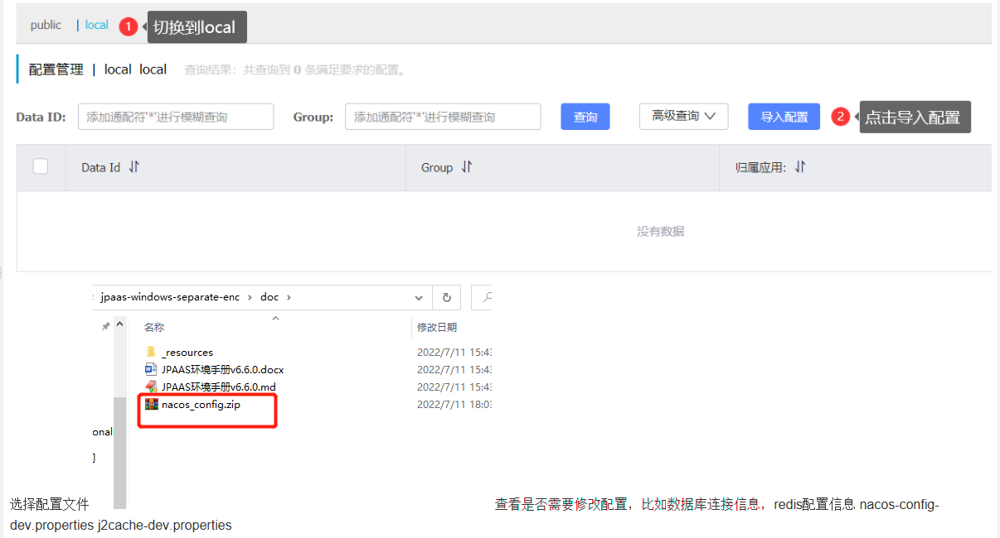 public | local 1 切换到local
配置管理 | local local 查询结果：共查询到 0 条满足要求的配置。
Data ID: 添加通配符'*'进行模糊查询 Group: 添加通配符'*'进行模糊查询 查询 高级查询 导入配置 2 点击导入配置
Data Id Group 归属应用:
没有数据
jpaas-windows-separate-enc > doc >
名称 修改日期
_resources 2022/7/11 15:43
JPAAS环境手册v6.6.0.docx 2022/7/11 15:43
JPAAS环境手册v6.6.0.md 2022/7/11 15:43
nacos_config.zip 2022/7/11 18:03
onal
]
选择配置文件 查看是否需要修改配置，比如数据库连接信息，redis配置信息 nacos-config-
dev.properties j2cache-dev.properties